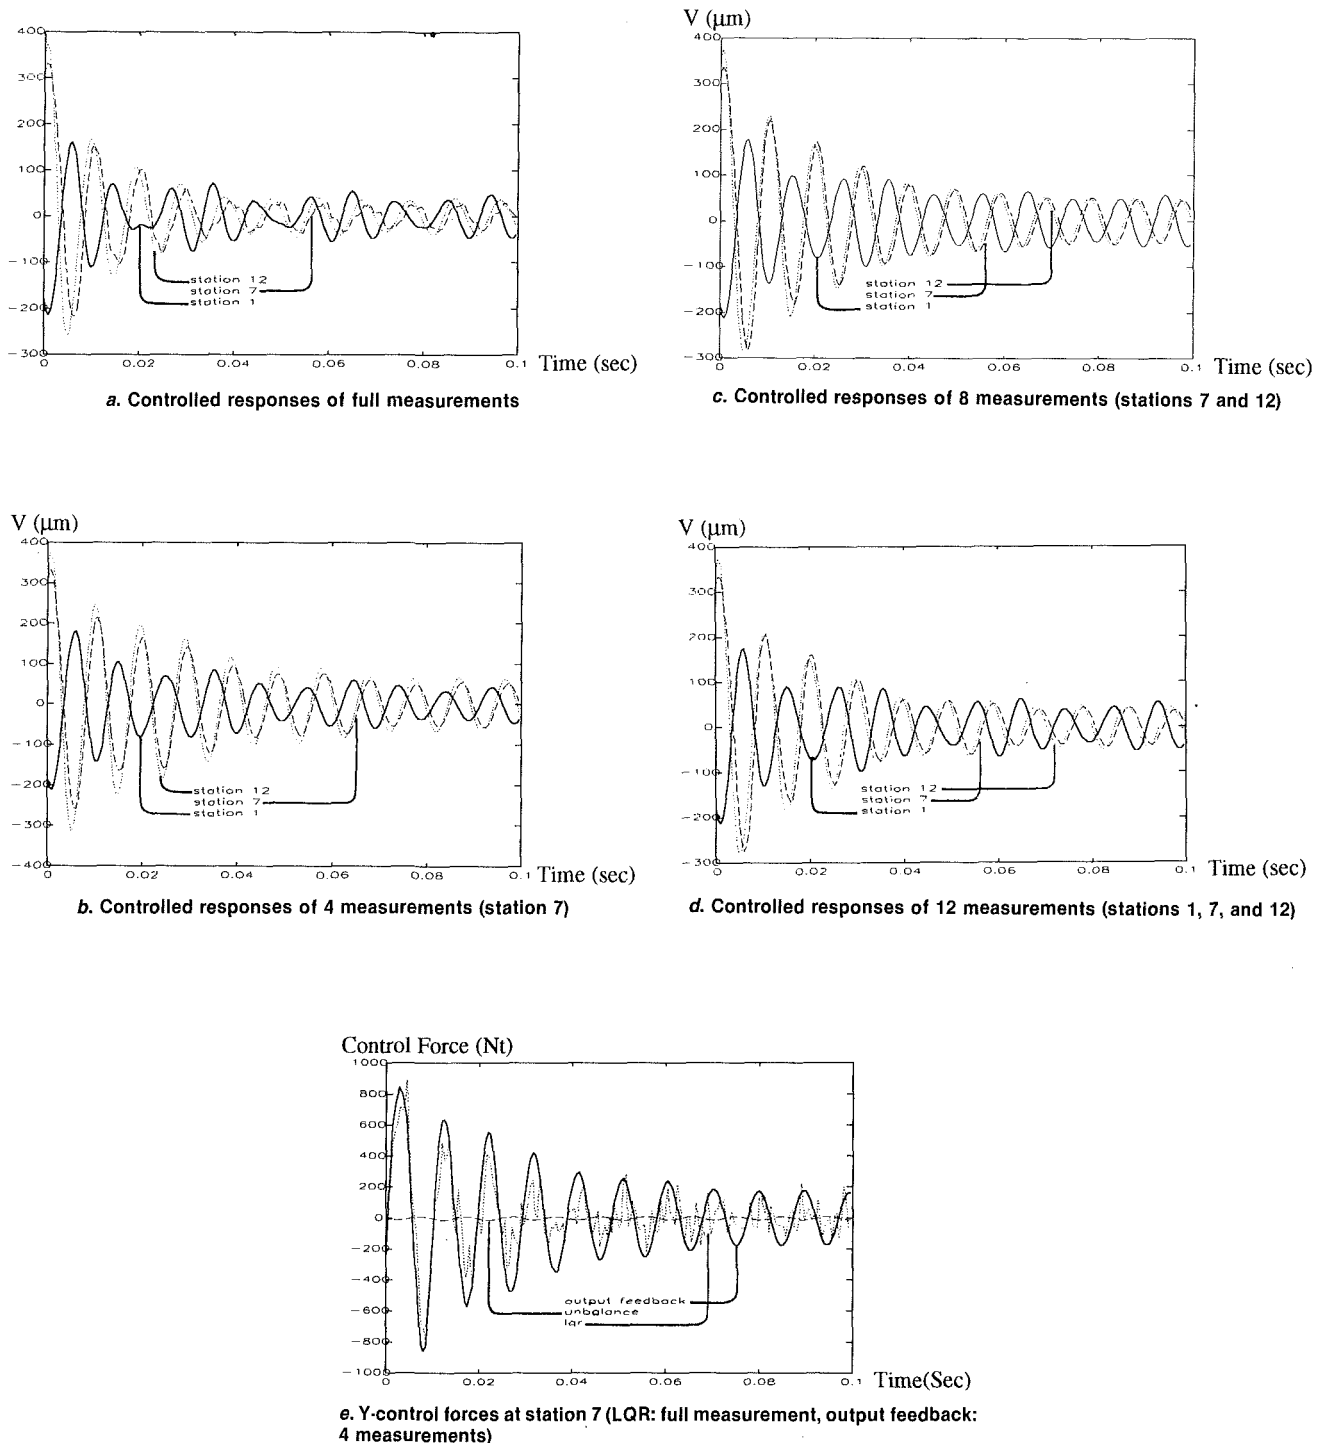 400
300
200
100
0
−100
−200
−300
0 0.02 0.04 0.06 0.08 0.1 Time (sec)
station 12
station 7
station 1
a. Controlled responses of full measurements
V (μm)
400
300
200
100
0
−100
−200
−300
0 0.02 0.04 0.06 0.08 0.1 Time (sec)
station 12
station 7
station 1
c. Controlled responses of 8 measurements (stations 7 and 12)
V (μm)
400
300
200
100
0
−100
−200
−300
−400
0 0.02 0.04 0.06 0.08 0.1 Time (sec)
station 12
station 7
station 1
b. Controlled responses of 4 measurements (station 7)
V (μm)
400
300
200
100
0
−100
−200
−300
0 0.02 0.04 0.06 0.08 0.1 Time (sec)
station 12
station 7
station 1
d. Controlled responses of 12 measurements (stations 1, 7, and 12)
Control Force (Nt)
1000
800
600
400
200
0
−200
−400
−600
−800
−1000
0 0.02 0.04 0.06 0.08 0.1 Time(Sec)
output feedback
unbalance
lqr
e. Y-control forces at station 7 (LQR: full measurement, output feedback:
4 measurements)